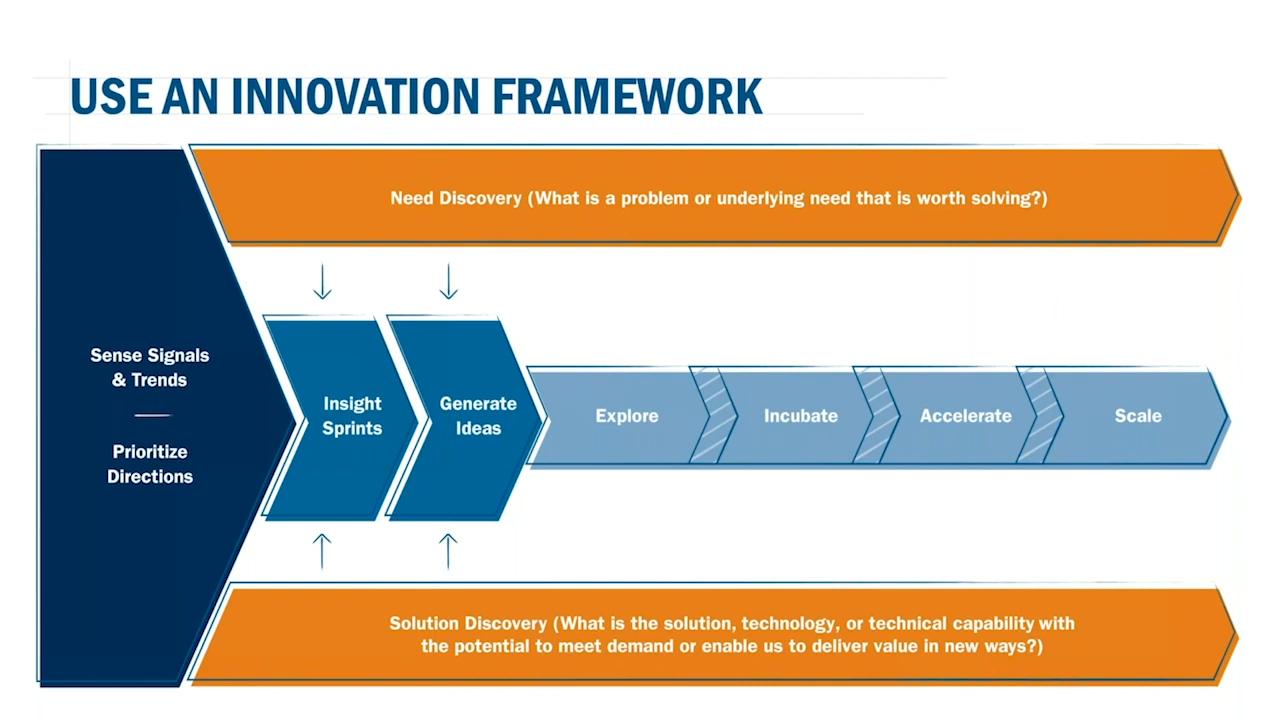 USE AN INNOVATION FRAMEWORK
Need Discovery (What is a problem or underlying need that is worth solving?)
Sense Signals
& Trends
Prioritize
Directions
Insight
Sprints
Generate
Ideas
Explore
Incubate
Accelerate
Scale
Solution Discovery (What is the solution, technology, or technical capability with
the potential to meet demand or enable us to deliver value in new ways?)